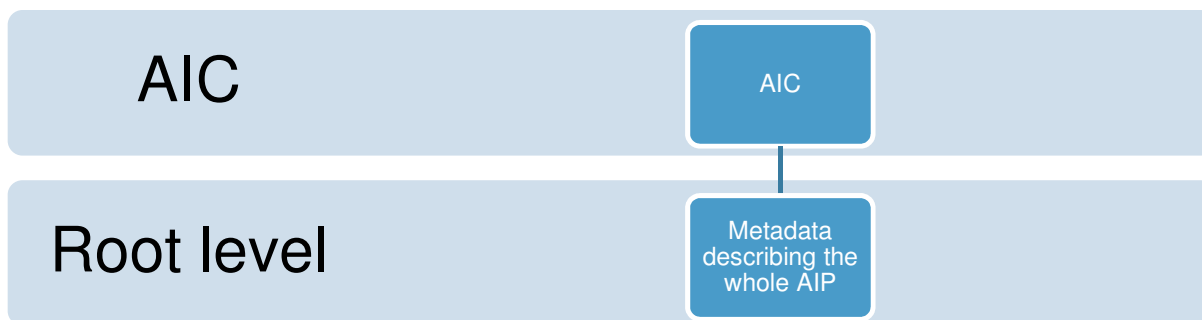 AIC
AIC
Root level
Metadata
describing the
whole AIP